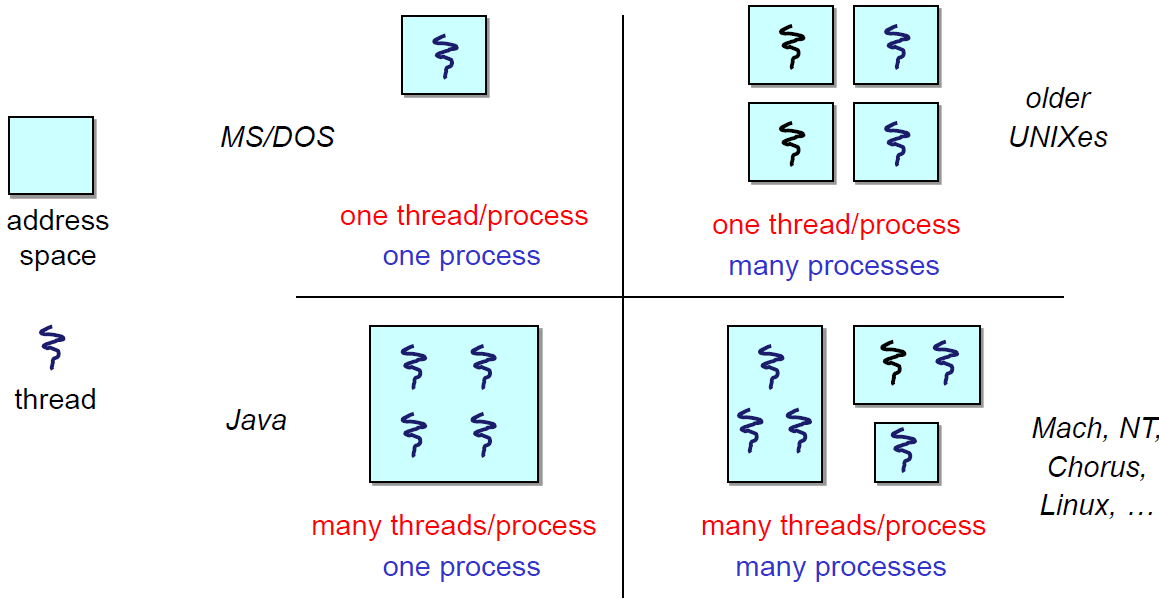 MS/DOS
older
UNIXes
address
space
one thread/process
one process
one thread/process
many processes
thread
Java
Mach, NT,
Chorus,
Linux, …
many threads/process
one process
many threads/process
many processes